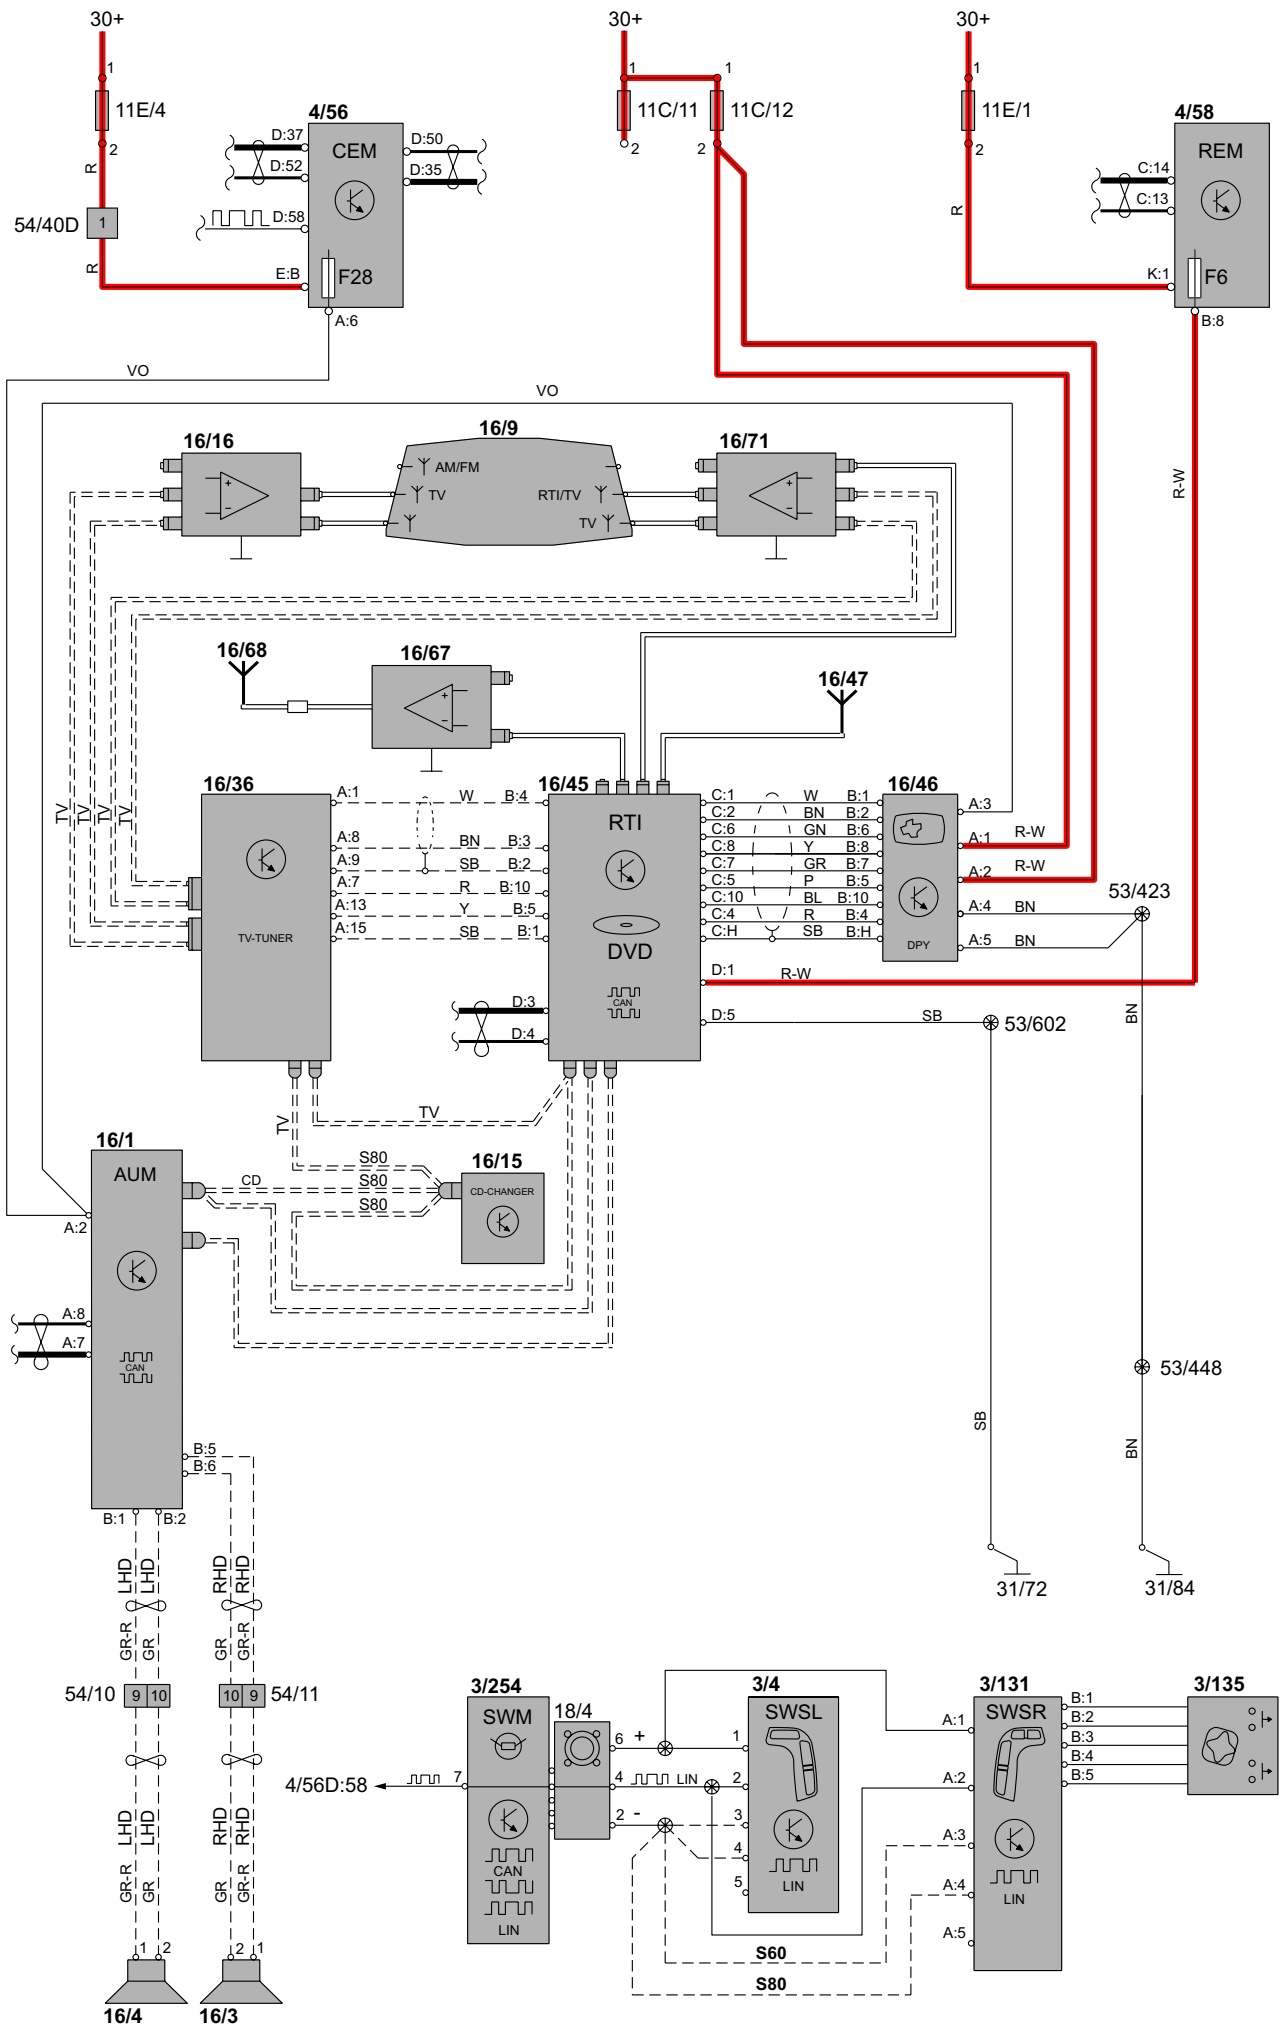 30+ 30+ 30+
1 1 1 1
11E/4 11C/11 11C/12 11E/1
2 2 2 2
4/56 4/58
D:37 CEM D:50
D:52 D:35
D:58
R
54/40D 1
R
E:B F28
A:6
REM
C:14
C:13
R
K:1 F6
B:8
VO
VO
16/16 16/9 16/71
AM/FM
+ TV RTI/TV +
- TV -
R-W
16/68 16/67 16/47
+
-
TV TV TV TV
16/36 16/45 16/46
A:1 W B:4
A:8 BN B:3
A:9 SB B:2
A:7 R B:10
A:13 Y B:5
A:15 SB B:1
TV-TUNER
RTI
DVD
CAN
C:1 W B:1
C:2 BN B:2
C:6 GN B:6
C:8 Y B:8
C:7 GR B:7
C:5 P B:5
C:10 BL B:10
C:4 R B:4
C:H SB B:H
DPY
A:3
A:1 R-W
A:2 R-W
A:4 BN
A:5 BN
53/423
D:1 R-W
D:3
D:4
D:5 SB 53/602
BN
TV TV
16/1
AUM
S80 16/15
CD S80 CD-CHANGER
S80
A:2
A:8
A:7
CAN
53/448
SB BN
B:5
B:6
B:1 B:2
31/72 31/84
LHD LHD RHD RHD
GR-R GR GR GR-R
54/10 9 10 10 9 54/11
LHD LHD RHD RHD
GR-R GR GR GR-R
1 2 2 1
16/4 16/3
3/254 18/4 3/4 3/131 3/135
SWM SWSL SWSR
6 + 1
4/56D:58 7 4 LIN 2
2 - 3
4
5
CAN
LIN
LIN
A:1
A:2
A:3
A:4
A:5
LIN
B:1
B:2
B:3
B:4
B:5
S60
S80